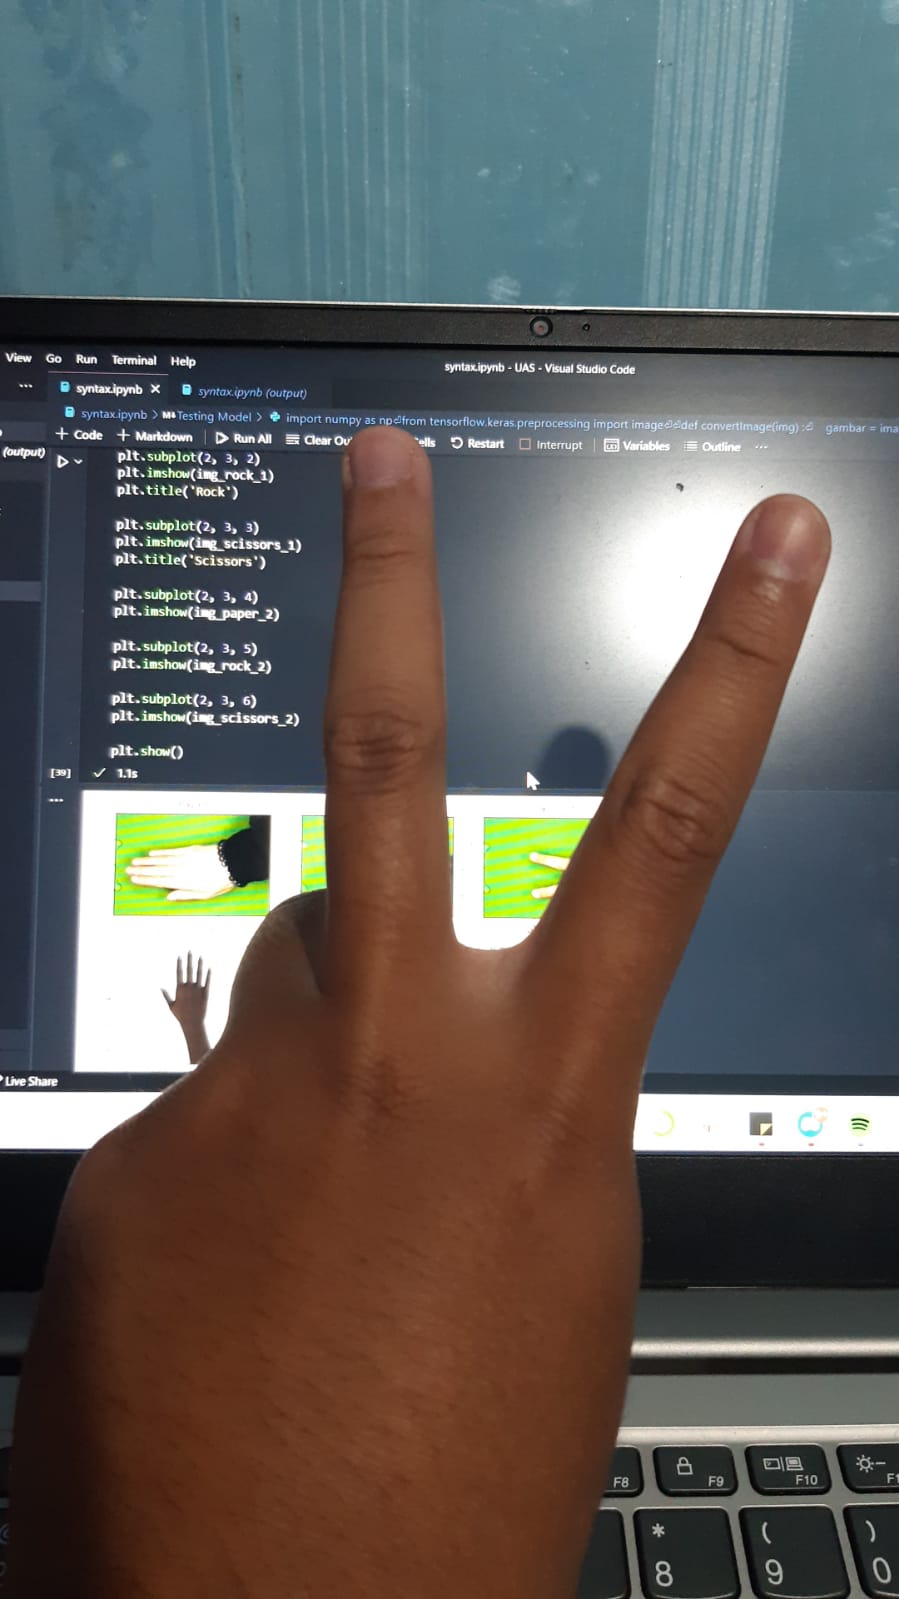 View Go Run Terminal Help
syntax.ipynb - UAS - Visual Studio Code
··· syntax.ipynb × syntax.ipynb (output)
syntax.ipynb > M↓ Testing Model > import numpy as np⏎from tensorflow.keras.preprocessing import image⏎⏎def convertImage(img) :⏎ gambar = ima
+ Code + Markdown Run All Clear Restart Interrupt Variables Outline ···
(output)
plt.subplot(2, 3, 2)
plt.imshow(img_rock_1)
plt.title('Rock')
plt.subplot(2, 3, 3)
plt.imshow(img_scissors_1)
plt.title('Scissors')
plt.subplot(2, 3, 4)
plt.imshow(img_paper_2)
plt.subplot(2, 3, 5)
plt.imshow(img_rock_2)
plt.subplot(2, 3, 6)
plt.imshow(img_scissors_2)
plt.show()
[39] ✓ 1.1s
···
Live Share
F8 F9 F10
* ( )
8 9 0